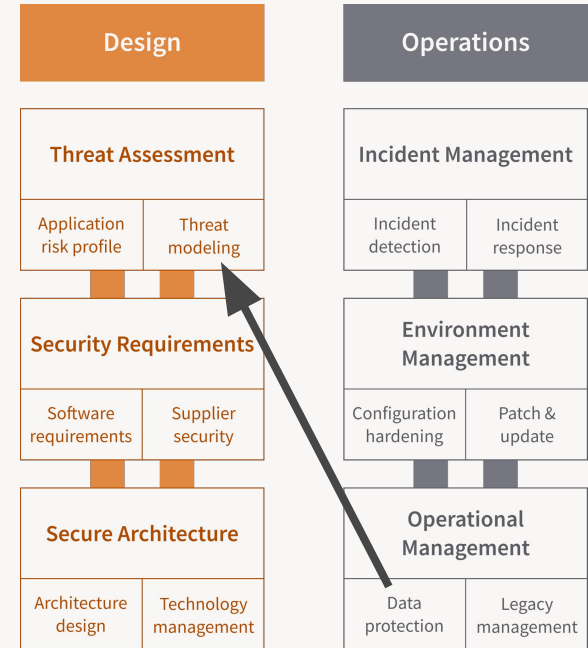 Design
Threat Assessment
Application
risk profile
Threat
modeling
Security Requirements
Software
requirements
Supplier
security
Secure Architecture
Architecture
design
Technology
management
Operations
Incident Management
Incident
detection
Incident
response
Environment
Management
Configuration
hardening
Patch &
update
Operational
Management
Data
protection
Legacy
management